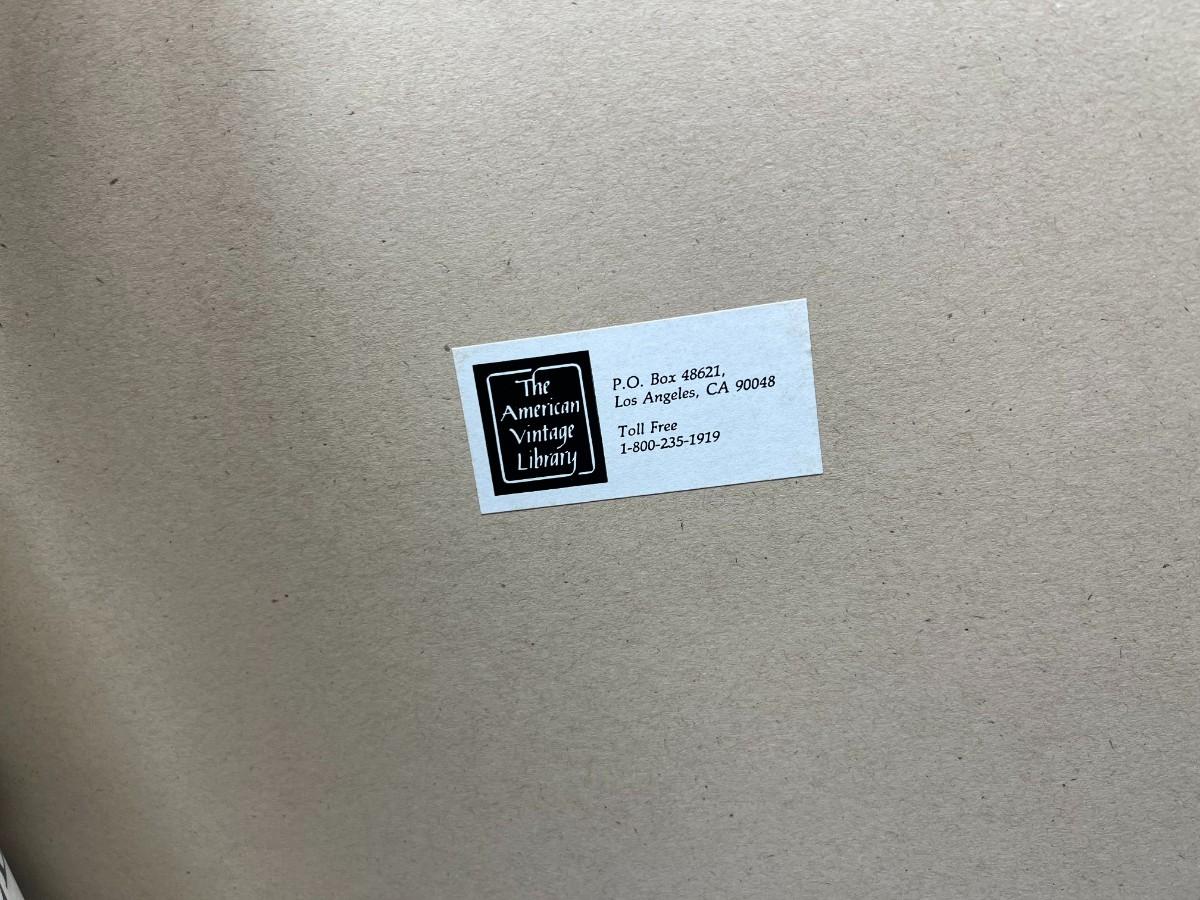 The
American
Vintage
Library
P.O. Box 48621,
Los Angeles, CA 90048
Toll Free
1-800-235-1919